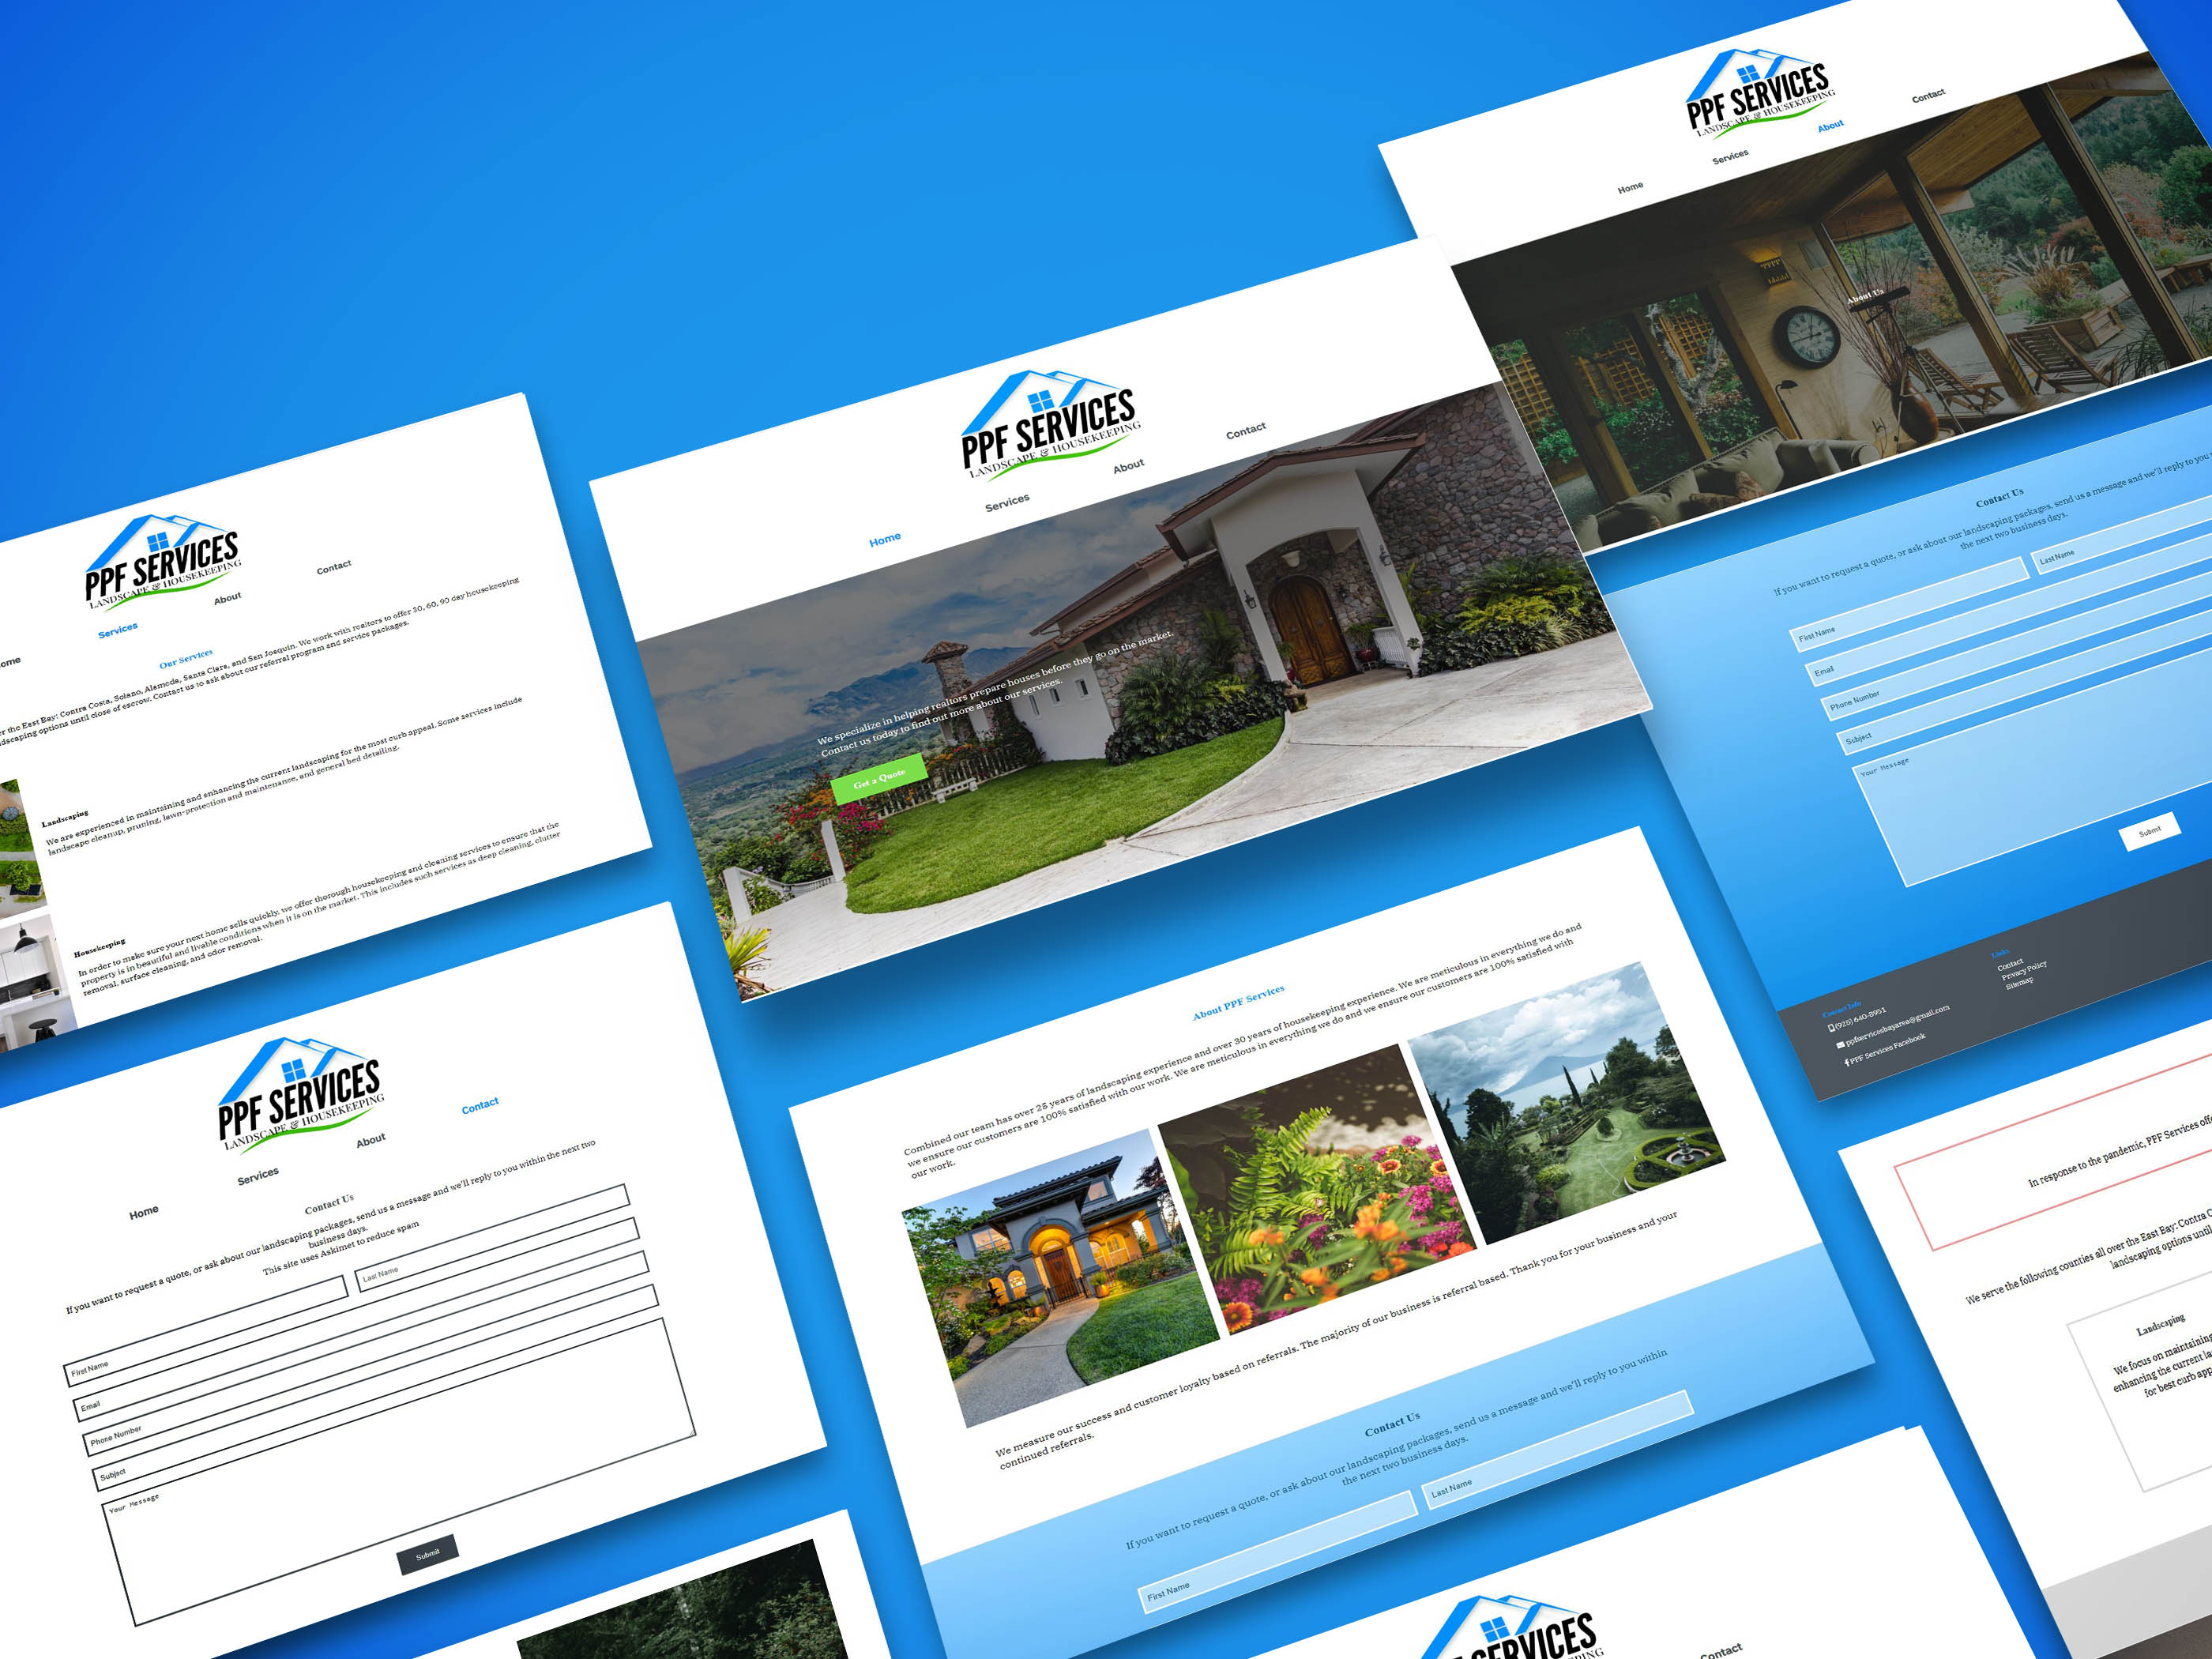 PPF SERVICES
LANDSCAPE & HOUSEKEEPING
Home
Services
About
Contact
About Us
PPF SERVICES
LANDSCAPE & HOUSEKEEPING
Home
Services
About
Contact
We specialize in helping realtors prepare houses before they go on the market.
Contact us today to find out more about our services.
Get a Quote
PPF SERVICES
LANDSCAPE & HOUSEKEEPING
ome
Services
About
Contact
Our Services
er the East Bay: Contra Costa, Solano, Alameda, Santa Clara, and San Joaquin. We work with realtors to offer 30, 60, 90 day housekeeping
dscaping options until close of escrow. Contact us to ask about our referral program and service packages.
Landscaping
We are experienced in maintaining and enhancing the current landscaping for the most curb appeal. Some services include
landscape cleanup, pruning, lawn-protection and maintenance, and general bed detailing.
Housekeeping
In order to make sure your next home sells quickly, we offer thorough housekeeping and cleaning services to ensure that the
property is in beautiful and livable conditions when it is on the market. This includes such services as deep cleaning, clutter
removal, surface cleaning, and odor removal.
Contact Us
If you want to request a quote, or ask about our landscaping packages, send us a message and we'll reply to you
the next two business days.
First Name
Last Name
Email
Phone Number
Subject
Your Message
Submit
Contact Info
(925) 640-8951
ppfservicesbayarea@gmail.com
PPF Services Facebook
Links
Contact
Privacy Policy
Sitemap
PPF SERVICES
LANDSCAPE & HOUSEKEEPING
Home
Services
About
Contact
Contact Us
If you want to request a quote, or ask about our landscaping packages, send us a message and we'll reply to you within the next two
business days.
This site uses Askimet to reduce spam
First Name
Last Name
Email
Phone Number
Subject
Your Message
Submit
About PPF Services
Combined our team has over 25 years of landscaping experience and over 30 years of housekeeping experience. We are meticulous in everything we do and
we ensure our customers are 100% satisfied with our work. We are meticulous in everything we do and we ensure our customers are 100% satisfied with
our work.
We measure our success and customer loyalty based on referrals. The majority of our business is referral based. Thank you for your business and your
continued referrals.
Contact Us
If you want to request a quote, or ask about our landscaping packages, send us a message and we'll reply to you within
the next two business days.
First Name
Last Name
In response to the pandemic, PPF Services offe
We serve the following counties all over the East Bay: Contra C
landscaping options until
Landscaping
We focus on maintaining
enhancing the current la
for best curb app
SERVICES
Contact